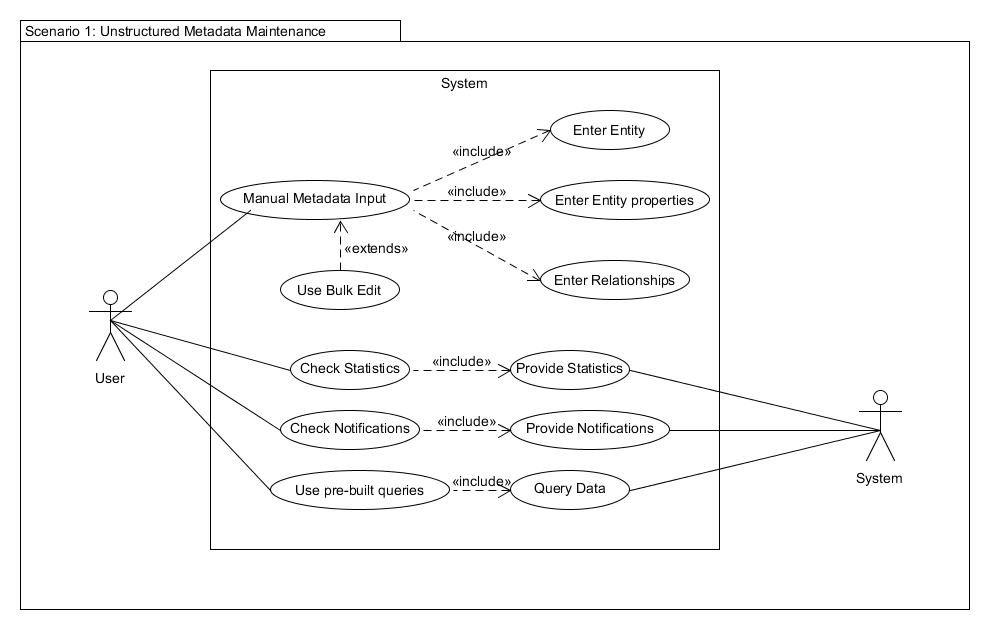 Scenario 1: Unstructured Metadata Maintenance
System
Enter Entity
«include»
Manual Metadata Input
«include»
Enter Entity properties
«include»
«extends»
Enter Relationships
Use Bulk Edit
User
Check Statistics
«include»
Provide Statistics
Check Notifications
«include»
Provide Notifications
System
Use pre-built queries
«include»
Query Data